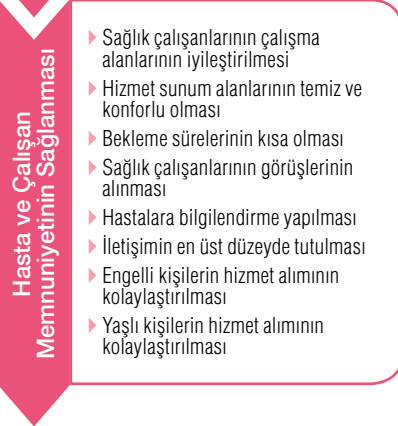 Hasta ve Çalışan
Memnuniyetinin Sağlanması
Sağlık çalışanlarının çalışma
alanlarının iyileştirilmesi
Hizmet sunum alanlarının temiz ve
konforlu olması
Bekleme sürelerinin kısa olması
Sağlık çalışanlarının görüşlerinin
alınması
Hastalara bilgilendirme yapılması
İletişimin en üst düzeyde tutulması
Engelli kişilerin hizmet alımının
kolaylaştırılması
Yaşlı kişilerin hizmet alımının
kolaylaştırılması